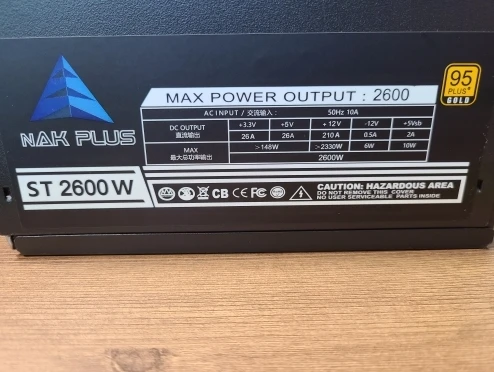 NAK PLUS
ST 2600 W
MAX POWER OUTPUT : 2600
95
PLUS
GOLD
AC INPUT / 交流输入 : 50Hz 10A
DC OUTPUT +3.3V +5V +12V -12V +5Vsb
直流输出 26A 26A 210A 0.5A 2A
MAX >148W >2330W 6W 10W
最大总功率输出 2600W
CB CE FC
CAUTION: HAZARDOUS AREA
DO NOT REMOVE THIS COVER
NO USER SERVICEABLE PARTS INSIDE